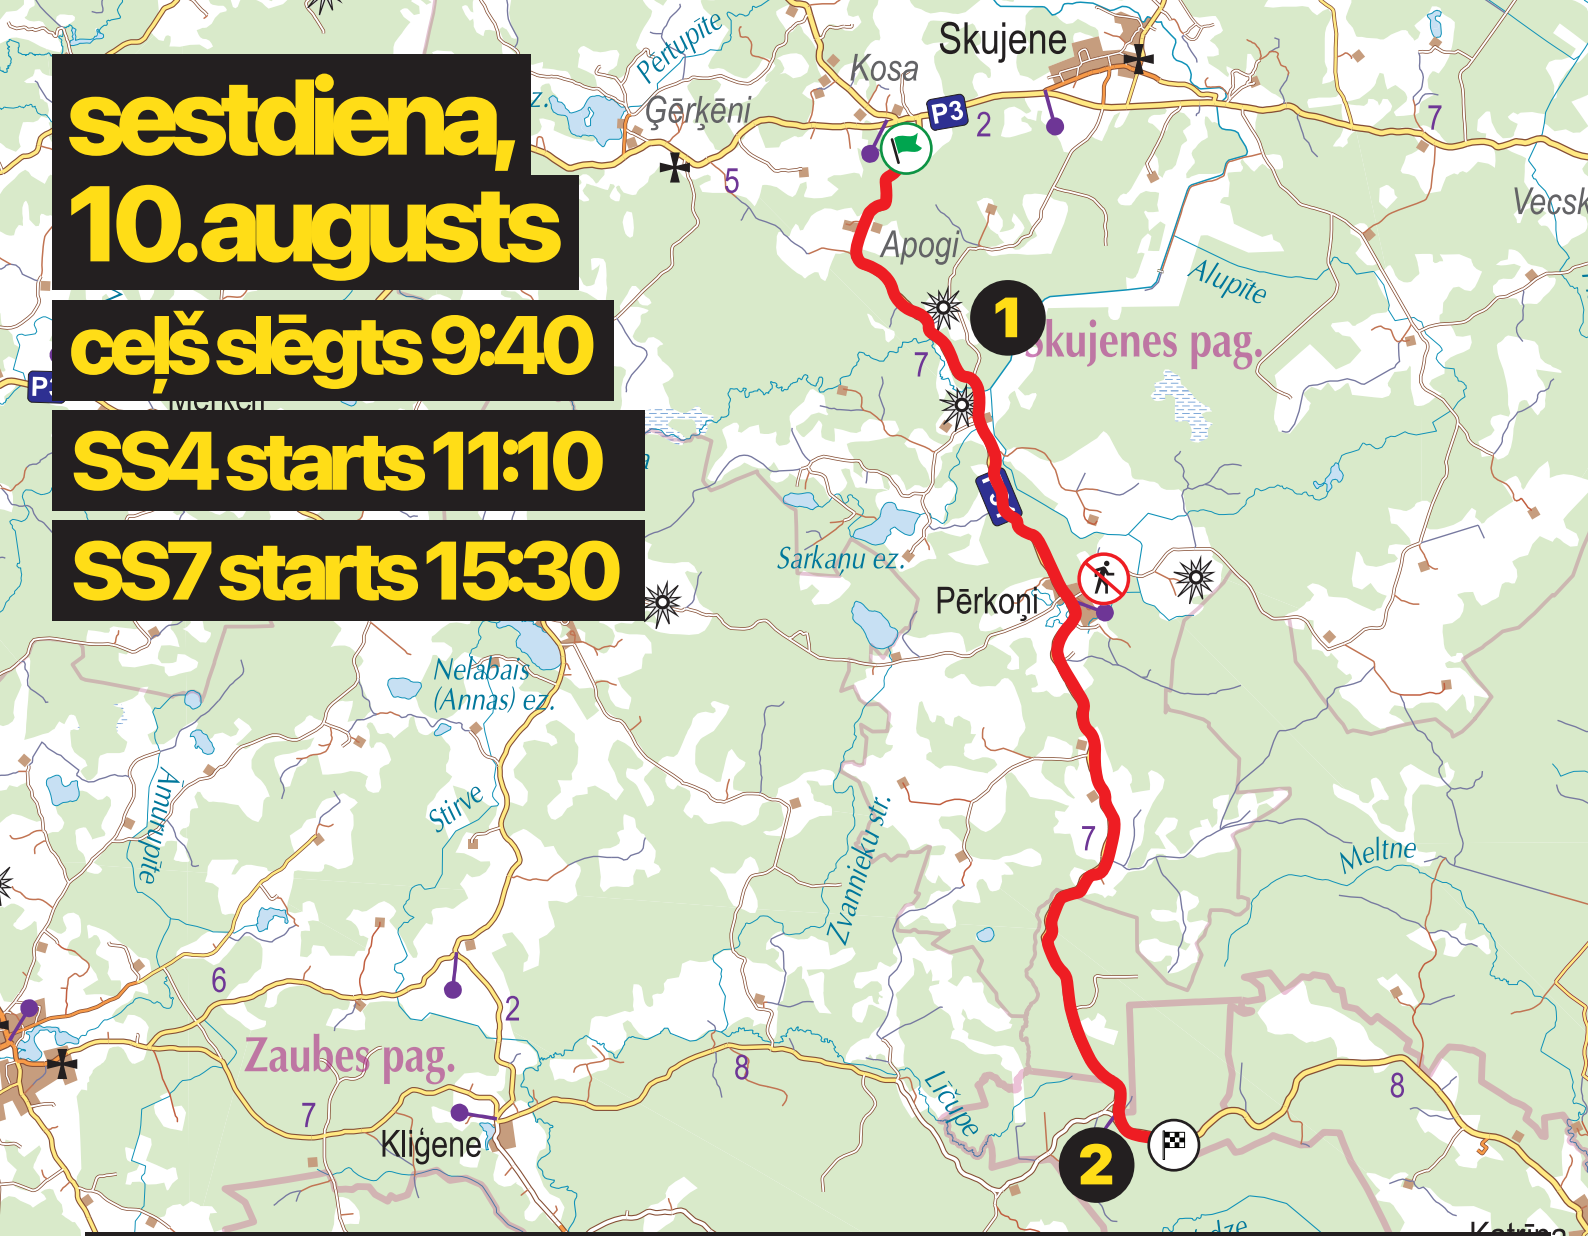 sestdiena,
10. augusts
ceļš slēgts 9:40
SS4 starts 11:10
SS7 starts 15:30
Pērtupīte
Kosa
Skujene
Ģērķēni
P3
2
5
7
Apogi
Alupīte
1
Skujenes pag.
7
Sarkaņu ez.
Pērkoņi
Nelabais
(Annas) ez.
Amurupīte
Stirve
Zvannieku str.
7
Meltne
6
2
Zaubes pag.
8
7
Kliģene
Līčupe
8
2